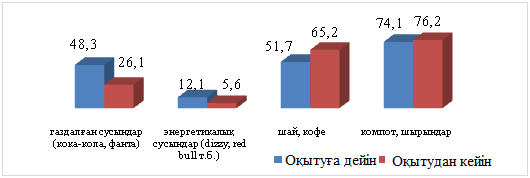 48,3 26,1 12,1 5,6 51,7 65,2 74,1 76,2
газдалған сусындар (кока-кола, фанта)
энергетикалық сусындар (dizzy, red bull т.б.)
шай, кофе
компот, шырындар
Оқытуға дейін
Оқытудан кейін